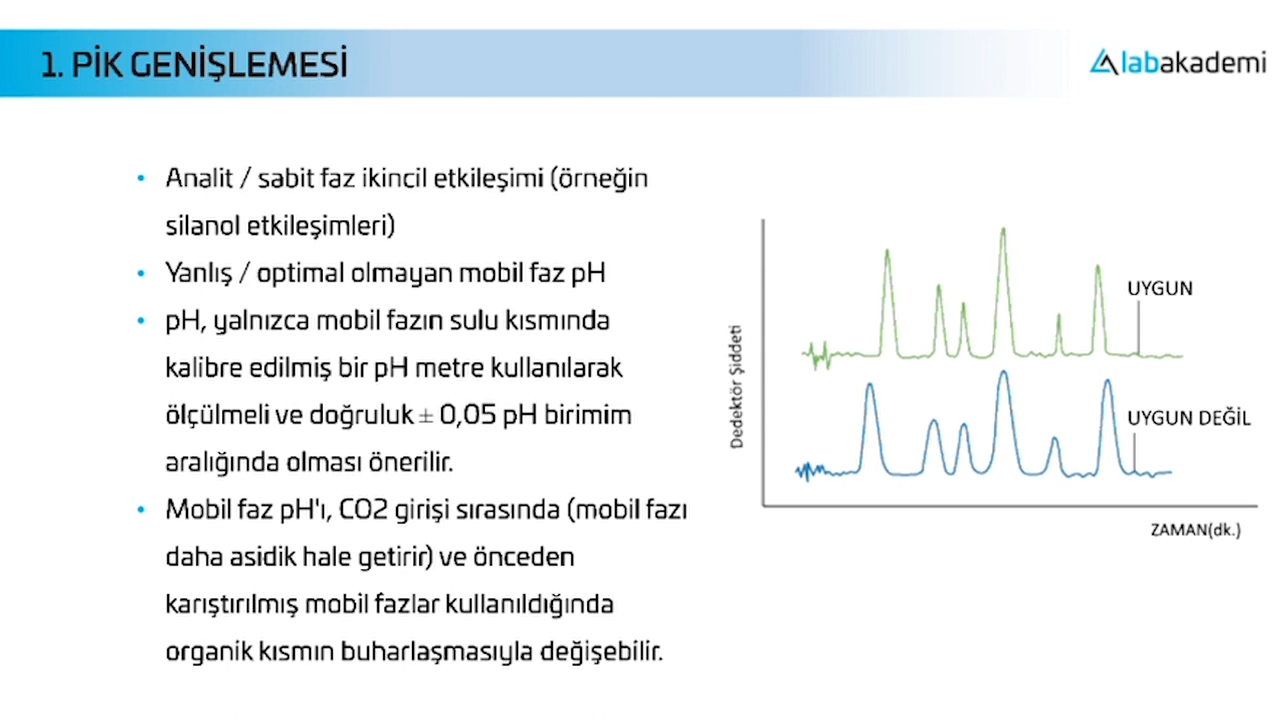 1. PİK GENİŞLEMESİ
labakademi
• Analit / sabit faz ikincil etkileşimi (örneğin
silanol etkileşimleri)
• Yanlış / optimal olmayan mobil faz pH
• pH, yalnızca mobil fazın sulu kısmında
kalibre edilmiş bir pH metre kullanılarak
ölçülmeli ve doğruluk ± 0,05 pH birimim
aralığında olması önerilir.
• Mobil faz pH'ı, CO2 girişi sırasında (mobil fazı
daha asidik hale getirir) ve önceden
karıştırılmış mobil fazlar kullanıldığında
organik kısmın buharlaşmasıyla değişebilir.
Dedektör Şiddeti
UYGUN
UYGUN DEĞİL
ZAMAN(dk.)